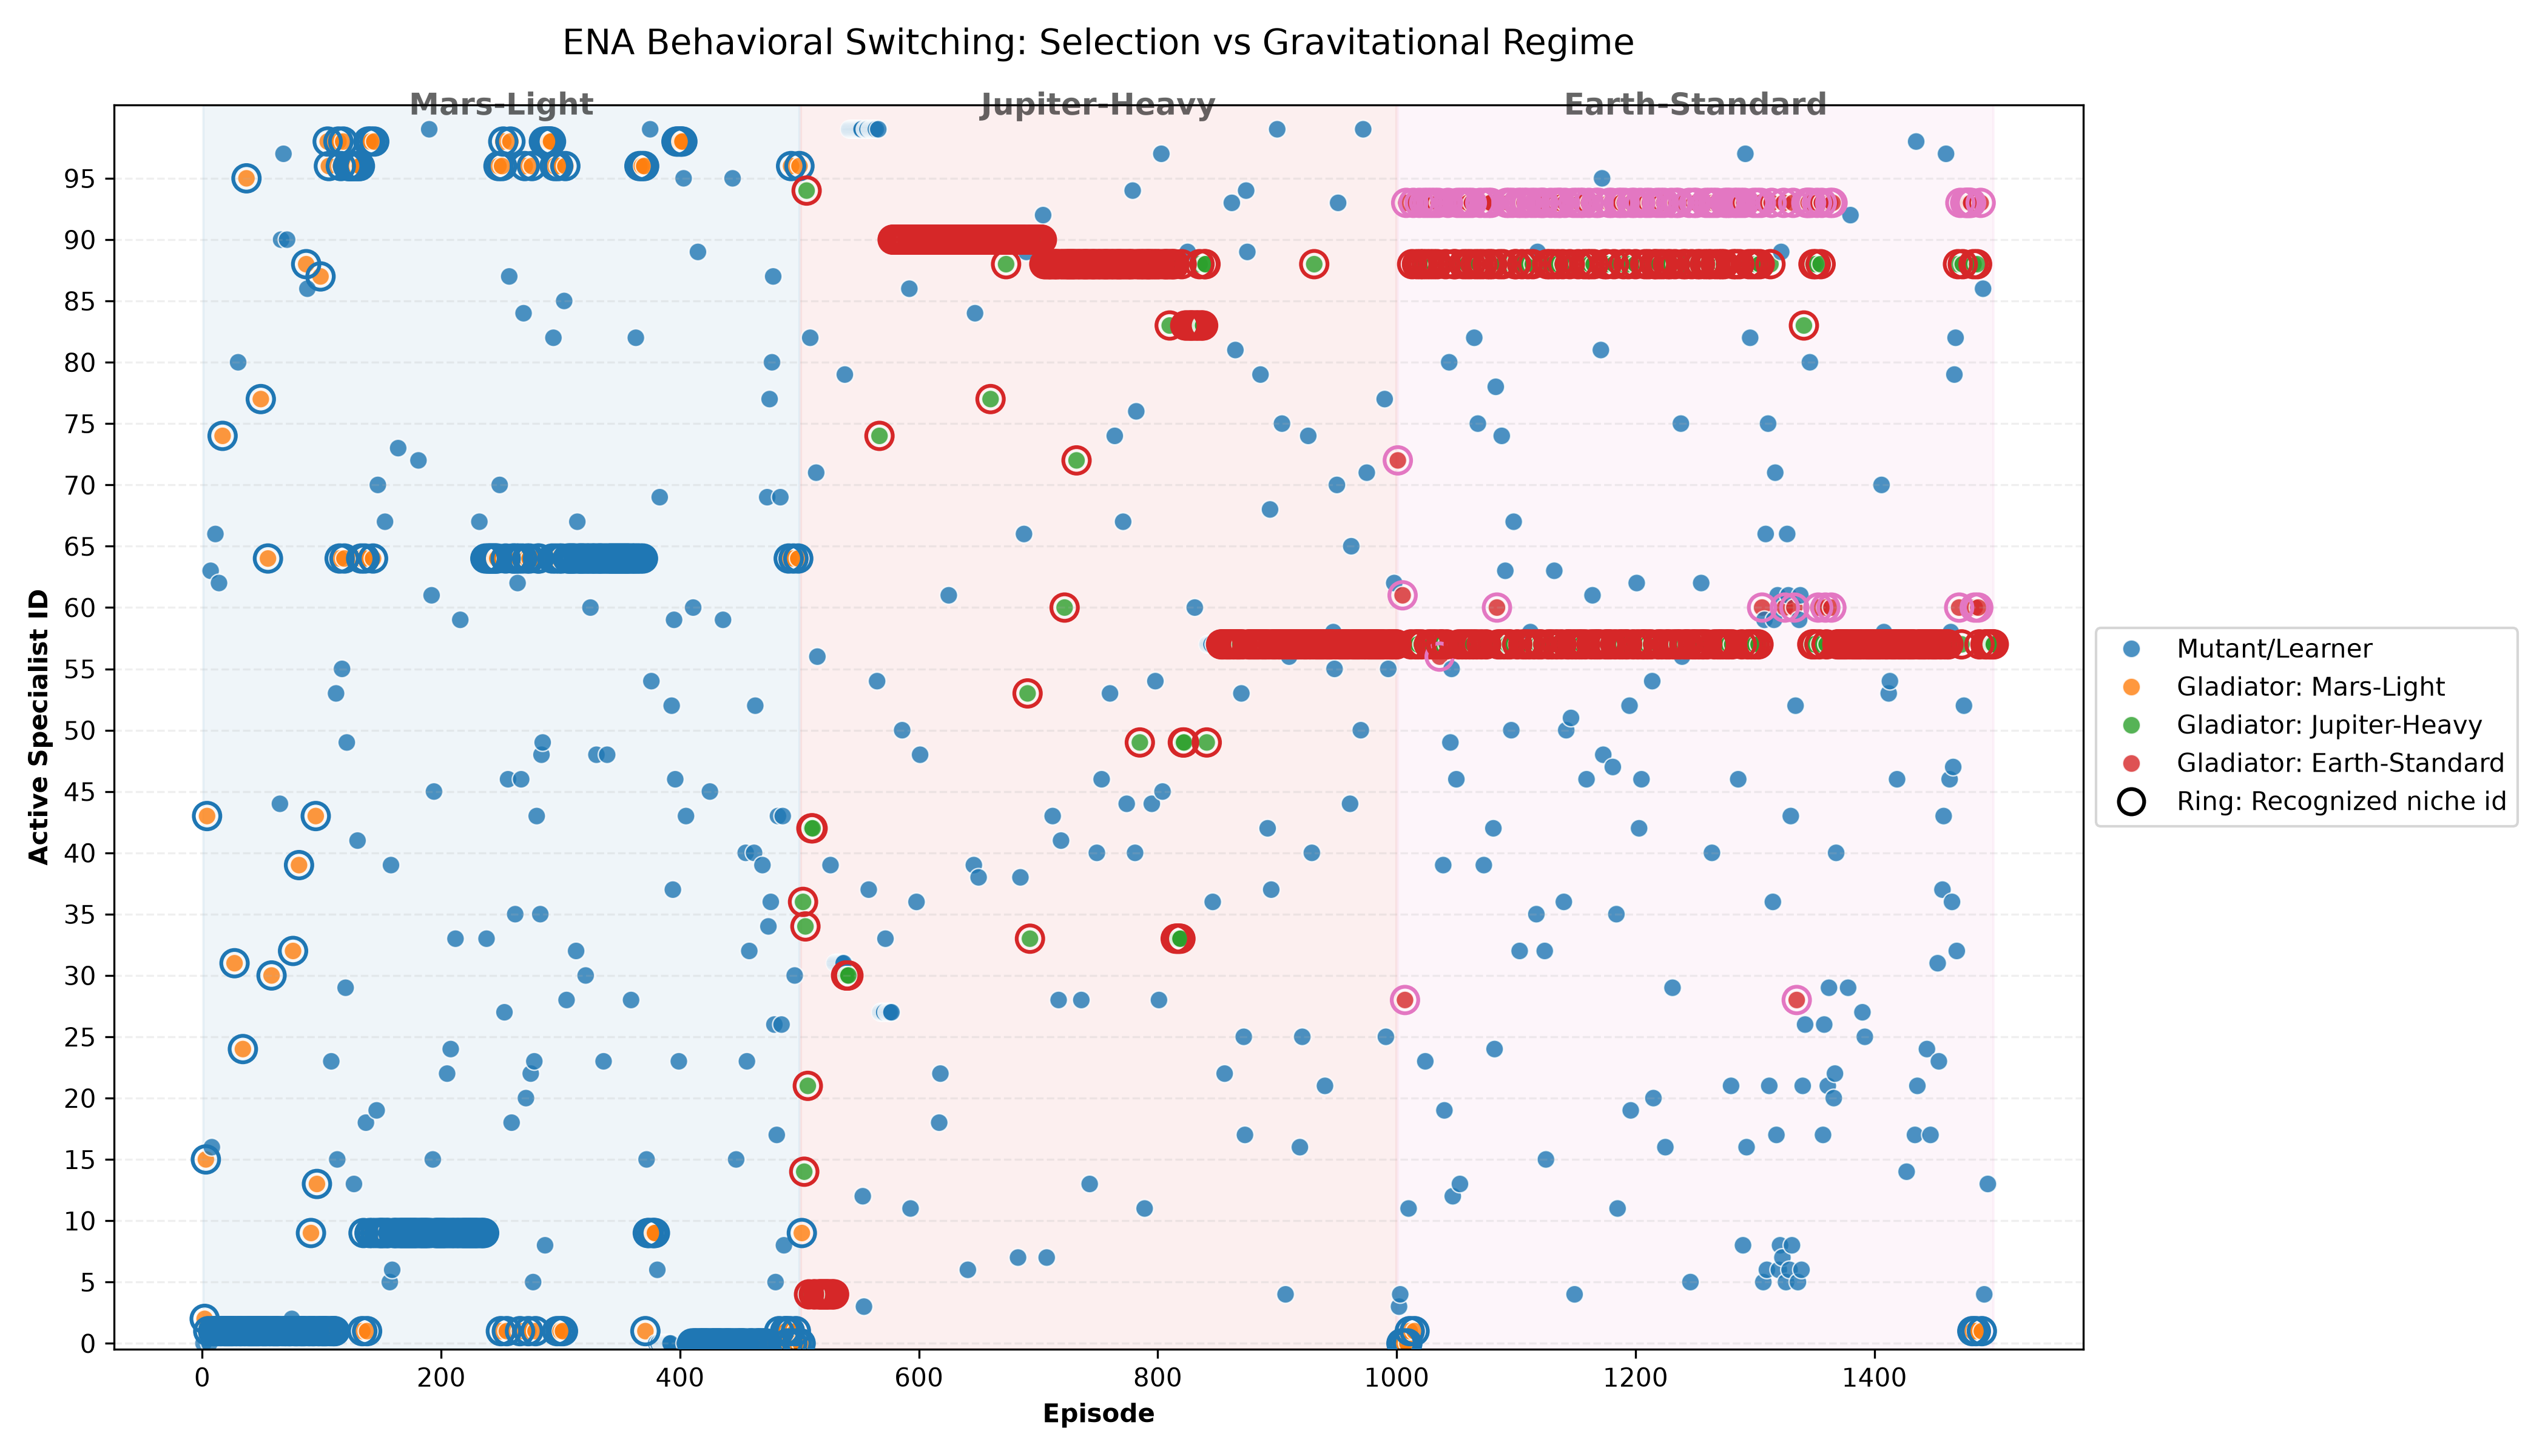 ENA Behavioral Switching: Selection vs Gravitational Regime
Mars-Light
Jupiter-Heavy
Earth-Standard
95
90
85
80
75
70
65
60
55
50
45
40
35
30
25
20
15
10
5
0
Active Specialist ID
0
200
400
600
800
1000
1200
1400
Episode
Mutant/Learner
Gladiator: Mars-Light
Gladiator: Jupiter-Heavy
Gladiator: Earth-Standard
Ring: Recognized niche id